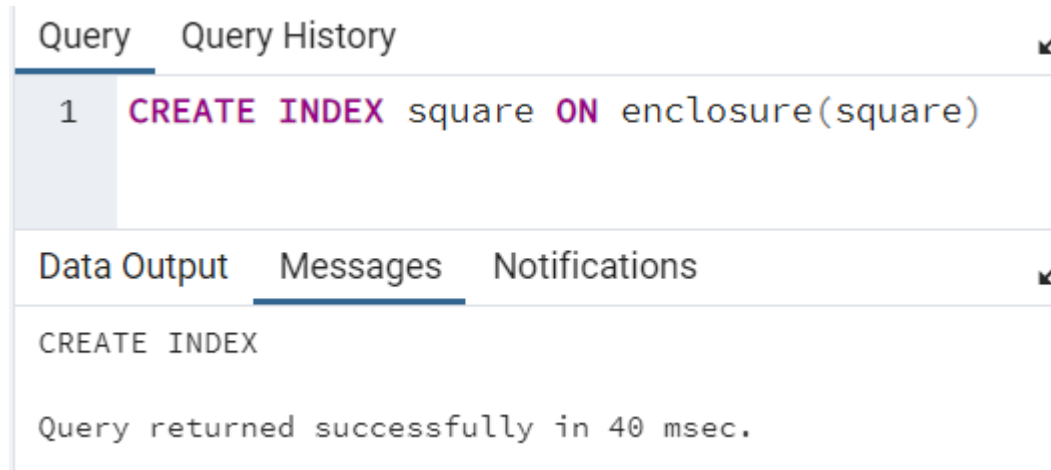 Query Query History
1 CREATE INDEX square ON enclosure(square)
Data Output Messages Notifications
CREATE INDEX
Query returned successfully in 40 msec.